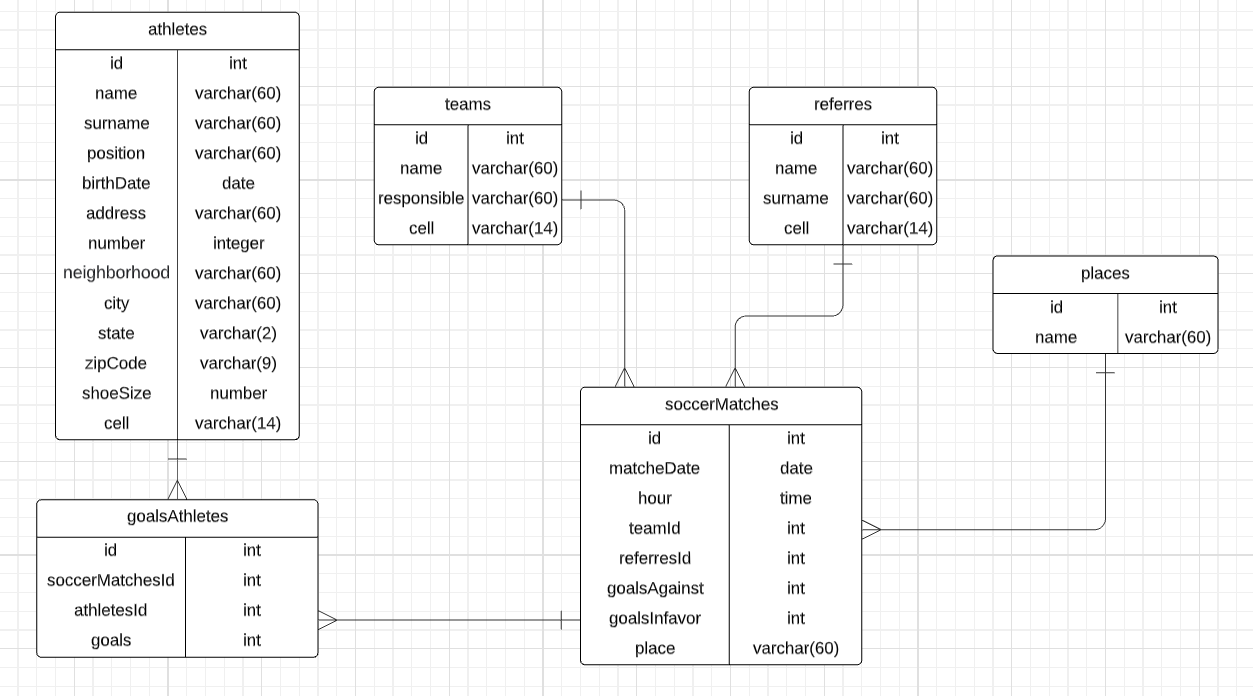 athletes
id int
name varchar(60)
surname varchar(60)
position varchar(60)
birthDate date
address varchar(60)
number integer
neighborhood varchar(60)
city varchar(60)
state varchar(2)
zipCode varchar(9)
shoeSize number
cell varchar(14)
teams
id int
name varchar(60)
responsible varchar(60)
cell varchar(14)
referres
id int
name varchar(60)
surname varchar(60)
cell varchar(14)
places
id int
name varchar(60)
soccerMatches
id int
matcheDate date
hour time
teamId int
referresId int
goalsAgainst int
goalsInfavor int
place varchar(60)
goalsAthletes
id int
soccerMatchesId int
athletesId int
goals int